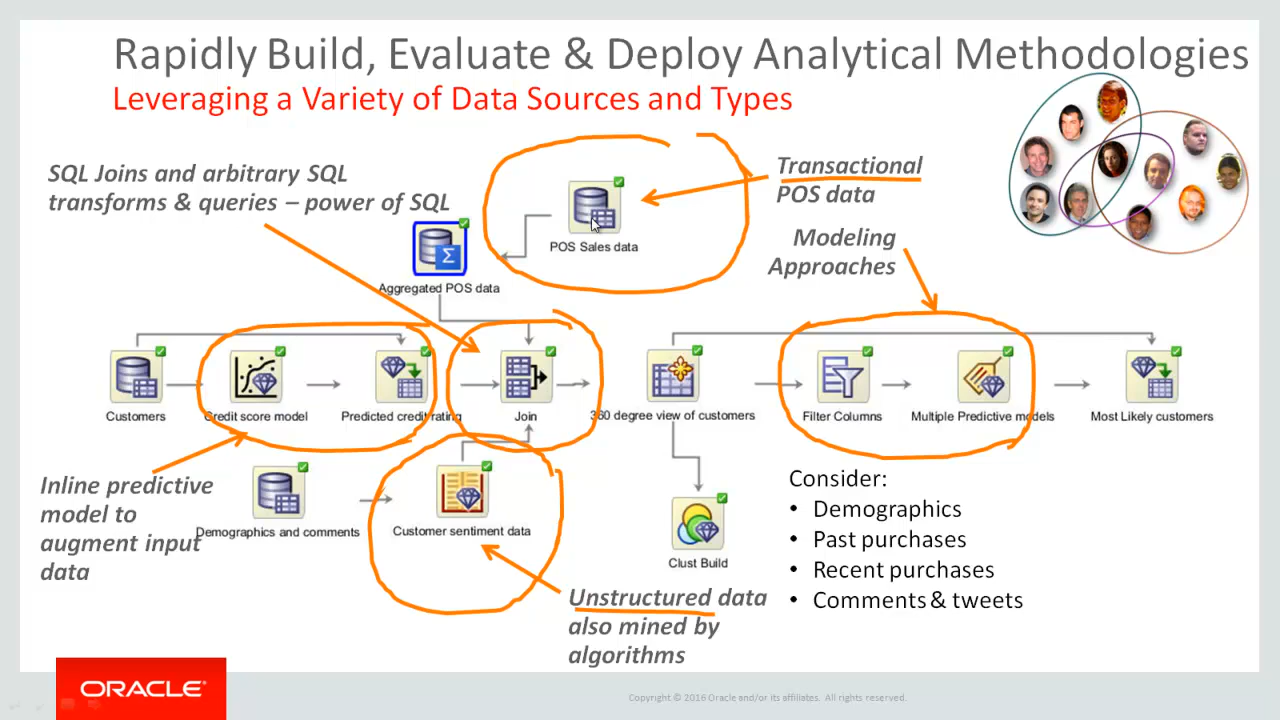 Rapidly Build, Evaluate & Deploy Analytical Methodologies
Leveraging a Variety of Data Sources and Types
SQL Joins and arbitrary SQL
transforms & queries – power of SQL
Transactional
POS data
POS Sales data
Modeling
Approaches
Σ
Aggregated POS data
Customers
Credit score model
Predicted credit rating
Join
360 degree view of customers
Filter Columns
Multiple Predictive models
Most Likely customers
Inline predictive
model to
augment input
data
Demographics and comments
Customer sentiment data
Clust Build
Unstructured data
also mined by
algorithms
Consider:
• Demographics
• Past purchases
• Recent purchases
• Comments & tweets
ORACLE®
Copyright © 2016 Oracle and/or its affiliates. All rights reserved.